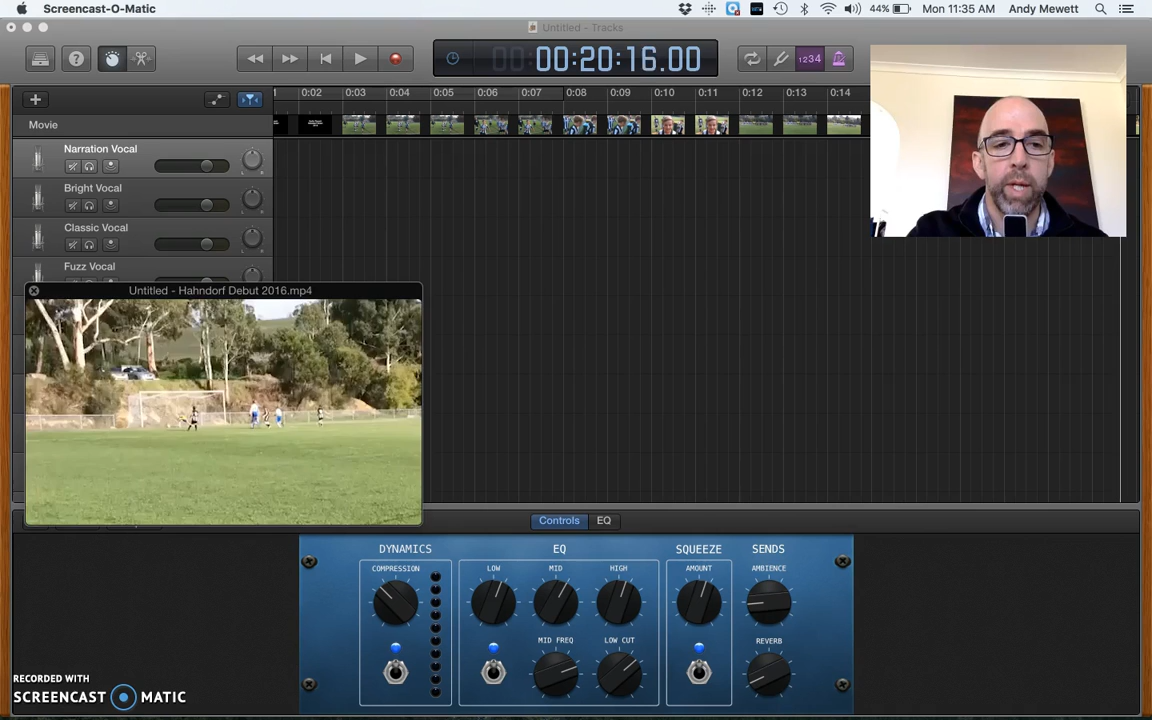 Screencast-O-Matic
44%
Mon 11:35 AM
Andy Mewett
Untitled - Tracks
00:20:16.00
1234
1
0:02
0:03
0:04
0:05
0:06
0:07
0:08
0:09
0:10
0:11
0:12
0:13
0:14
Movie
Narration Vocal
L R
Bright Vocal
L R
Classic Vocal
L R
Fuzz Vocal
Untitled - Hahndorf Debut 2016.mp4
Controls
EQ
DYNAMICS
EQ
SQUEEZE
SENDS
COMPRESSION
LOW
MID
HIGH
AMOUNT
AMBIENCE
MID FREQ
LOW CUT
REVERB
RECORDED WITH
SCREENCAST MATIC